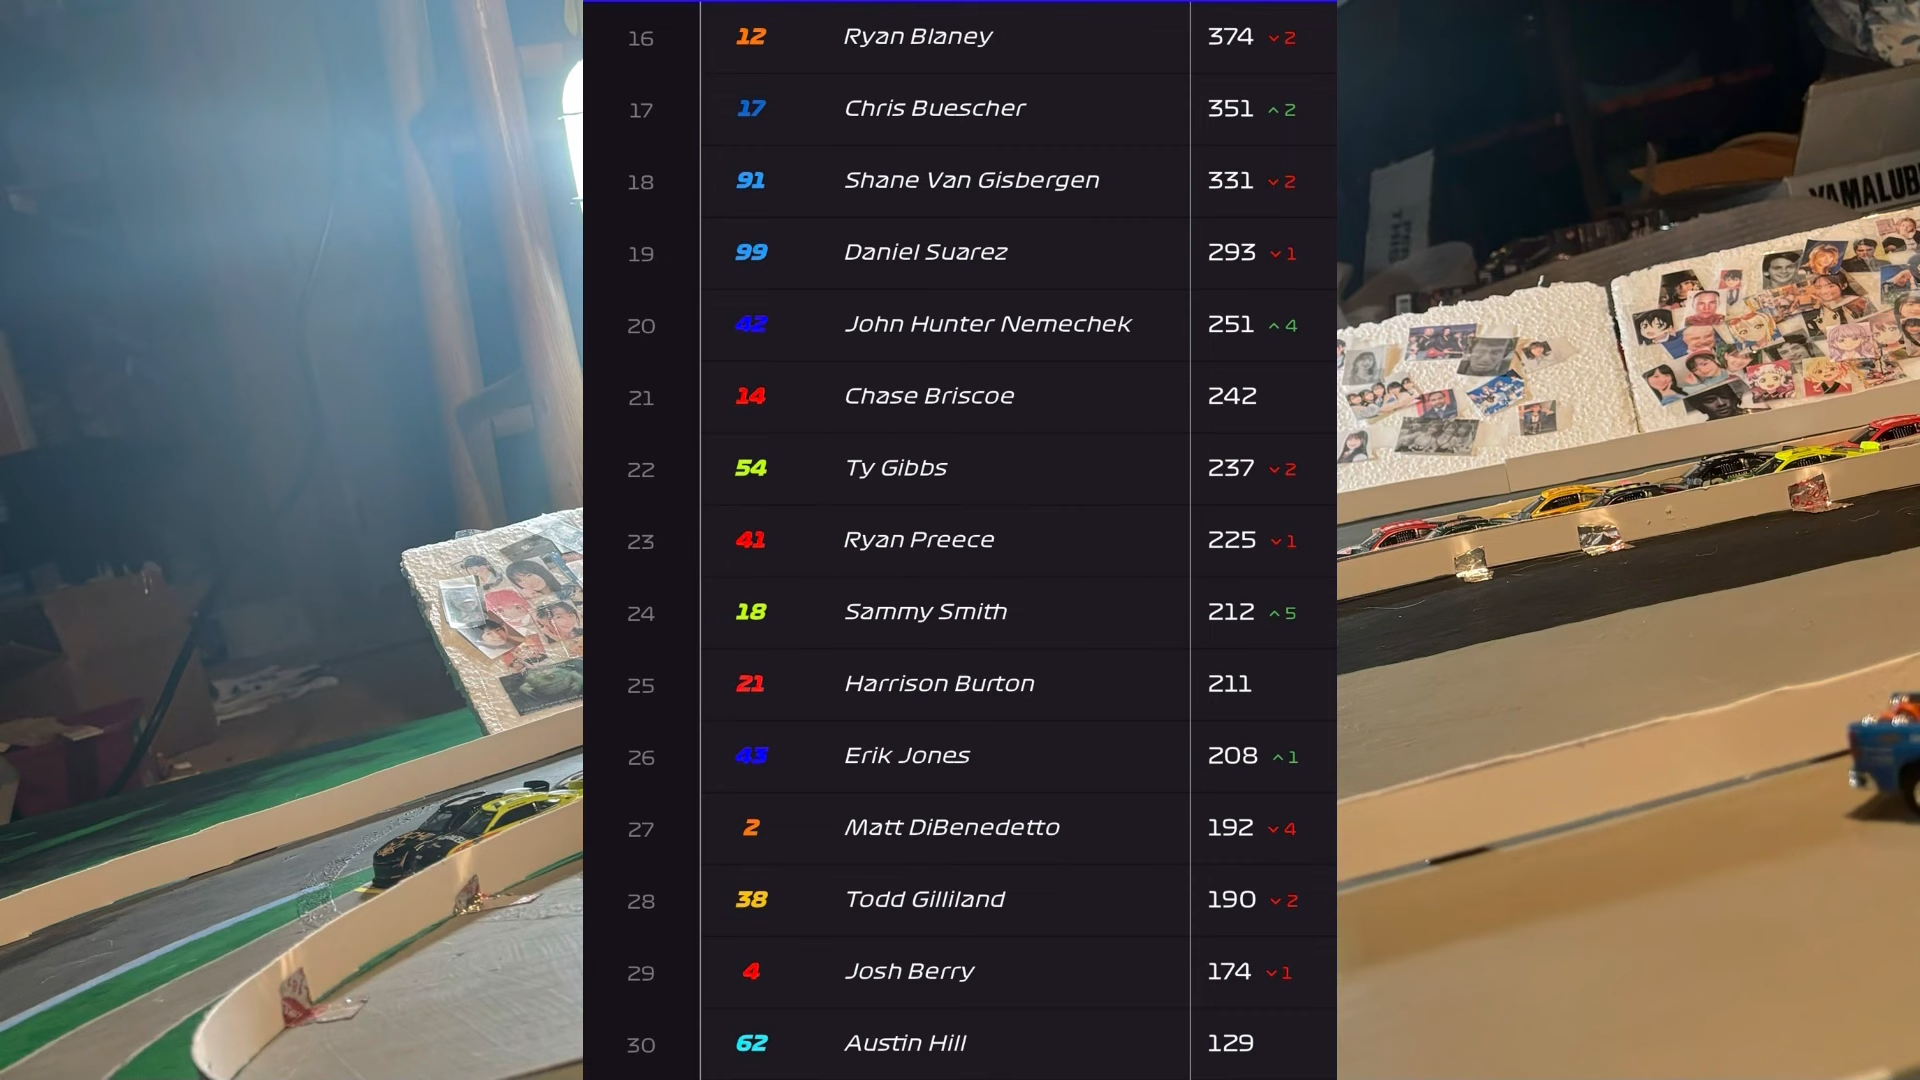 16 12 Ryan Blaney 374 2
17 17 Chris Buescher 351 2
18 91 Shane Van Gisbergen 331 2
19 99 Daniel Suarez 293 1
20 42 John Hunter Nemechek 251 4
21 14 Chase Briscoe 242
22 54 Ty Gibbs 237 2
23 41 Ryan Preece 225 1
24 18 Sammy Smith 212 5
25 21 Harrison Burton 211
26 43 Erik Jones 208 1
27 2 Matt DiBenedetto 192 4
28 38 Todd Gilliland 190 2
29 4 Josh Berry 174 1
30 62 Austin Hill 129
YAMALUBE